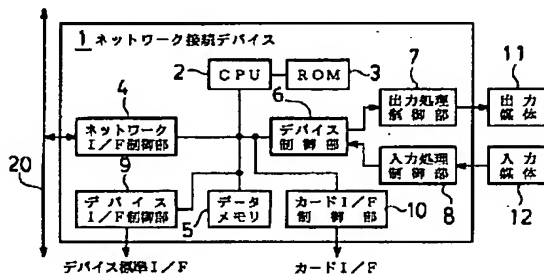 1 ネットワーク接続デバイス
2 CPU
ROM 3
4 ネットワーク
I/F制御部
6 デバイス
制御部
7 出力処理
制御部
11 出力
媒体
入力処理
制御部 8
入力
媒体 12
9 デバイス
I/F制御部
5 データ
メモリ
カードI/F
制御部 10
20
デバイス標準I/F
カードI/F